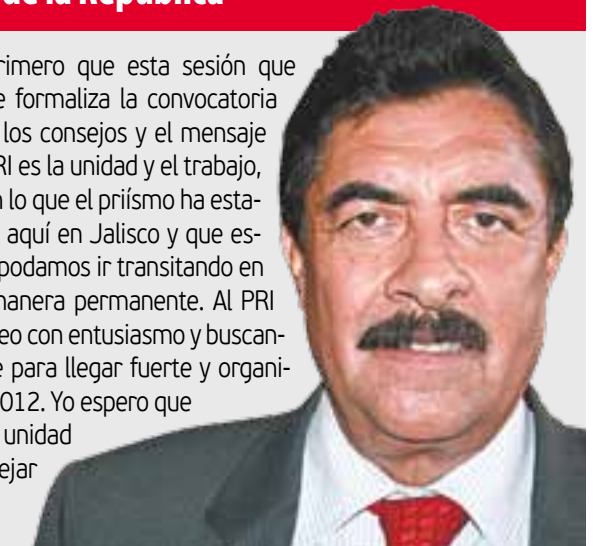 de la República
rimero que esta sesión que
e formaliza la convocatoria
los consejos y el mensaje
RI es la unidad y el trabajo,
n lo que el priísmo ha esta-
aquí en Jalisco y que es-
podamos ir transitando en
nanera permanente. Al PRI
eo con entusiasmo y buscan-
e para llegar fuerte y organi-
012. Yo espero que
unidad
ejar